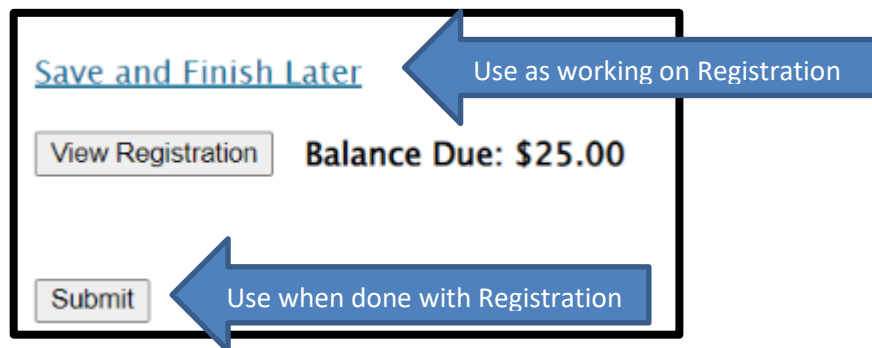 Save and Finish Later
Use as working on Registration
View Registration
Balance Due: $25.00
Submit
Use when done with Registration